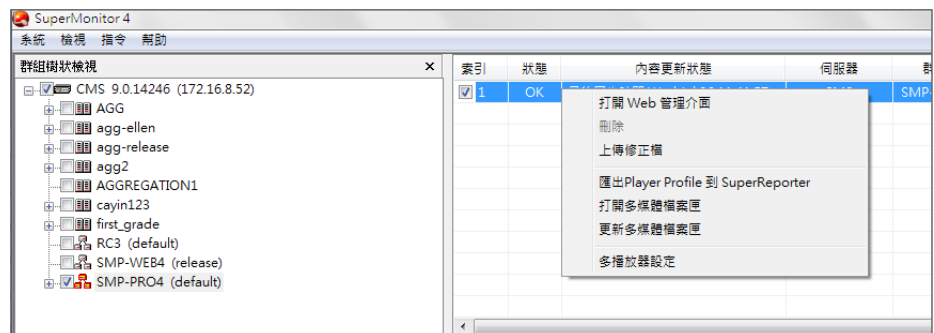 SuperMonitor 4
系統 檢視 指令 幫助
群組樹狀檢視
CMS 9.0.14246 (172.16.8.52)
AGG
agg-ellen
agg-release
agg2
AGGREGATION1
cayin123
first_grade
RC3 (default)
SMP-WEB4 (release)
SMP-PRO4 (default)
索引 狀態 內容更新狀態 伺服器
1 OK SMP-
打開 Web 管理介面
刪除
上傳修正檔
匯出Player Profile 到 SuperReporter
打開多媒體檔案匣
更新多媒體檔案匣
多播放器設定